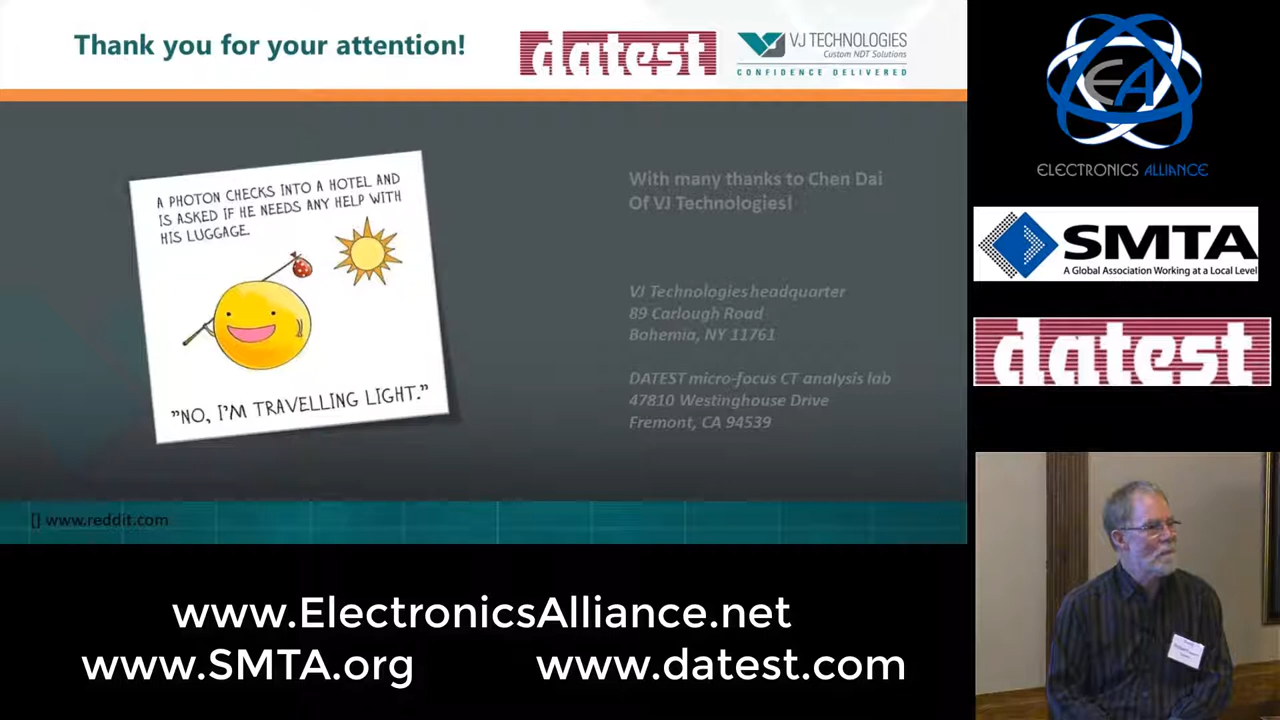 Thank you for your attention!
datest
VJ TECHNOLOGIES
Custom NDT Solutions
CONFIDENCE DELIVERED
A PHOTON CHECKS INTO A HOTEL AND
IS ASKED IF HE NEEDS ANY HELP WITH
HIS LUGGAGE.
"NO, I'M TRAVELLING LIGHT."
With many thanks to Chen Dai
Of VJ Technologies!
VJ Technologies headquarter
89 Carlough Road
Bohemia, NY 11761
DATEST micro-focus CT analysis lab
47810 Westinghouse Drive
Fremont, CA 94539
[] www.reddit.com
EA
ELECTRONICS ALLIANCE
SMTA
A Global Association Working at a Local Level
datest
www.ElectronicsAlliance.net
www.SMTA.org
www.datest.com